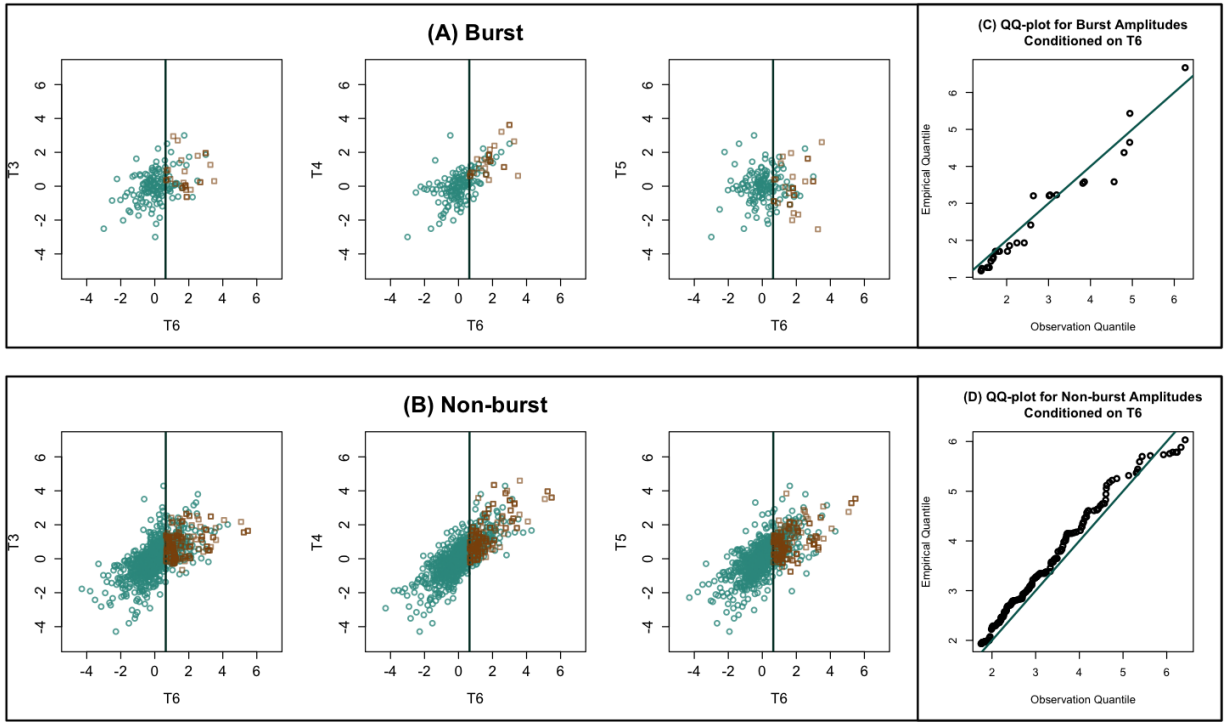 (A) Burst
T3
6
4
2
0
-2
-4
-4 -2 0 2 4 6
T6
T4
6
4
2
0
-2
-4
-4 -2 0 2 4 6
T6
T5
6
4
2
0
-2
-4
-4 -2 0 2 4 6
T6
(C) QQ-plot for Burst Amplitudes
Conditioned on T6
Empirical Quantile
6
5
4
3
2
1
2 3 4 5 6
Observation Quantile
(B) Non-burst
T3
6
4
2
0
-2
-4
-4 -2 0 2 4 6
T6
T4
6
4
2
0
-2
-4
-4 -2 0 2 4 6
T6
T5
6
4
2
0
-2
-4
-4 -2 0 2 4 6
T6
(D) QQ-plot for Non-burst Amplitudes
Conditioned on T6
Empirical Quantile
6
5
4
3
2
2 3 4 5 6
Observation Quantile